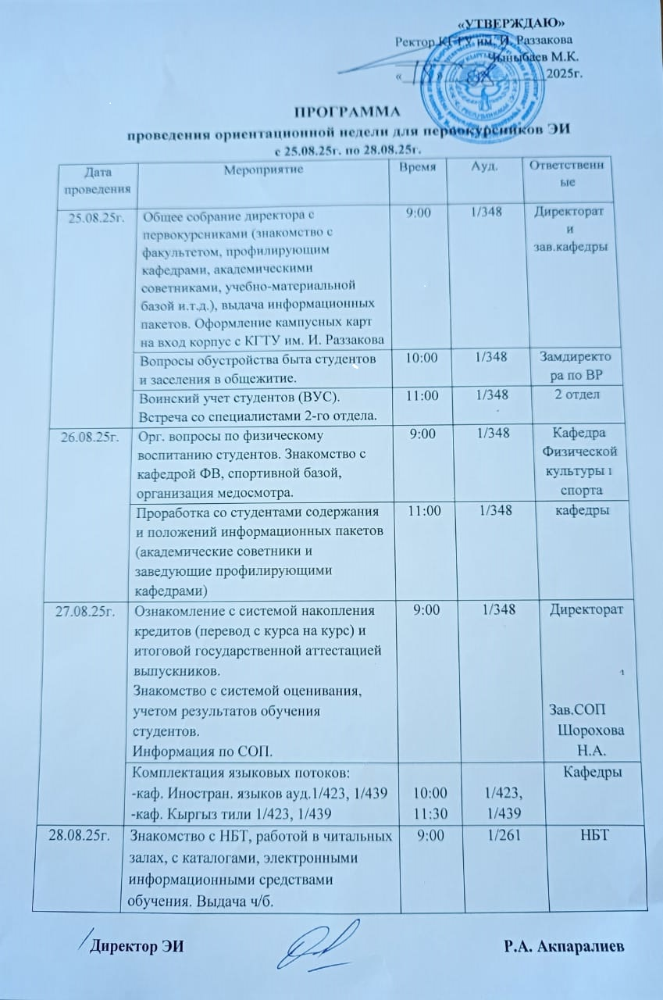 «УТВЕРЖДАЮ»
Ректор КГТУ им. И. Раззакова
Чыныбаев М.К.
« » 2025г.
ПРОГРАММА
проведения ориентационной недели для первокурсников ЭИ
с 25.08.25г. по 28.08.25г.
Дата
проведения
Мероприятие
Время
Ауд.
Ответственн
ые
25.08.25г.
Общее собрание директора с
первокурсниками (знакомство с
факультетом, профилирующим
кафедрами, академическими
советниками, учебно-материальной
базой и.т.д.), выдача информационных
пакетов. Оформление кампусных карт
на вход корпус с КГТУ им. И. Раззакова
9:00
1/348
Директорат
и
зав.кафедры
Вопросы обустройства быта студентов
и заселения в общежитие.
10:00
1/348
Замдиректо
ра по ВР
Воинский учет студентов (ВУС).
Встреча со специалистами 2-го отдела.
11:00
1/348
2 отдел
26.08.25г.
Орг. вопросы по физическому
воспитанию студентов. Знакомство с
кафедрой ФВ, спортивной базой,
организация медосмотра.
9:00
1/348
Кафедра
Физической
культуры
спорта
Проработка со студентами содержания
и положений информационных пакетов
(академические советники и
заведующие профилирующими
кафедрами)
11:00
1/348
кафедры
27.08.25г.
Ознакомление с системой накопления
кредитов (перевод с курса на курс) и
итоговой государственной аттестацией
выпускников.
Знакомство с системой оценивания,
учетом результатов обучения
студентов.
Информация по СОП.
9:00
1/348
Директорат
Зав.СОП
Шорохова
Н.А.
Комплектация языковых потоков:
-каф. Иностран. языков ауд.1/423, 1/439
-каф. Кыргыз тили 1/423, 1/439
10:00
11:30
1/423,
1/439
Кафедры
28.08.25г.
Знакомство с НБТ, работой в читальных
залах, с каталогами, электронными
информационными средствами
обучения. Выдача ч/б.
9:00
1/261
НБТ
Директор ЭИ
Р.А. Акпаралиев